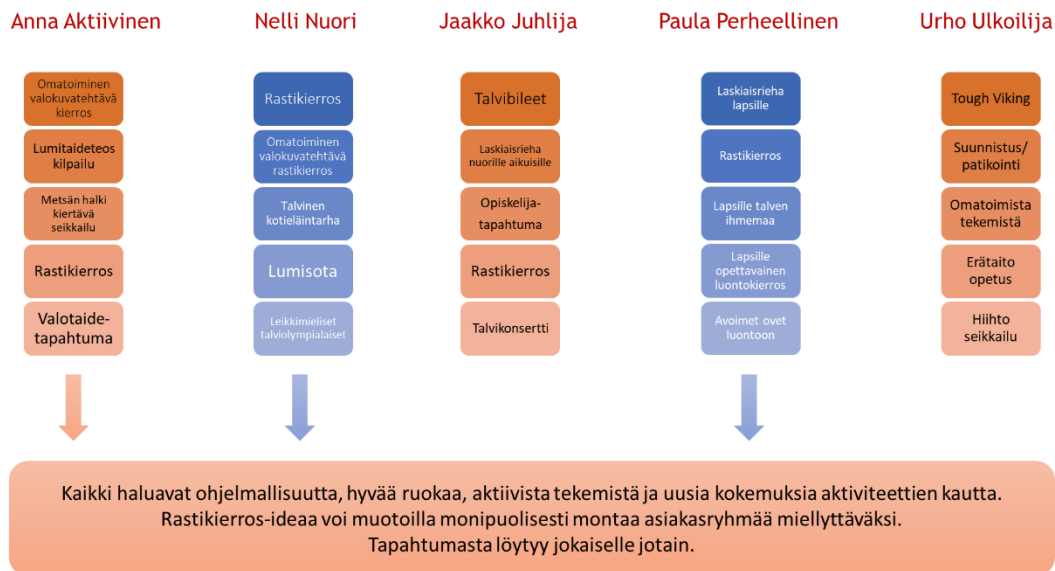 Anna Aktiivinen
Omatoiminen
valokuvatehtävä
kierros
Lumitaideteos
kilpailu
Metsän halki
kiertävä
seikkailu
Rastikierros
Valotaide-
tapahtuma
Nelli Nuori
Rastikierros
Omatoiminen
valokuvatehtävä
rastikierros
Talvinen
kotieläintarha
Lumisota
Leikkimieliset
talviolympialaiset
Jaakko Juhlija
Talvibileet
Laskiaisrieha
nuorille aikuisille
Opiskelija-
tapahtuma
Rastikierros
Talvikonsertti
Paula Perheellinen
Laskiaisrieha
lapsille
Rastikierros
Lapsille talven
ihmemaa
Lapsille
opettavainen
luontokierros
Avoimet ovet
luontoon
Urho Ulkoilija
Tough Viking
Suunnistus/
patikointi
Omatoimista
tekemistä
Erätaito
opetus
Hiihto
seikkailu
Kaikki haluavat ohjelmallisuutta, hyvää ruokaa, aktiivista tekemistä ja uusia kokemuksia aktiviteettien kautta.
Rastikierros-ideaa voi muotoilla monipuolisesti montaa asiakasryhmää miellyttäväksi.
Tapahtumasta löytyy jokaiselle jotain.